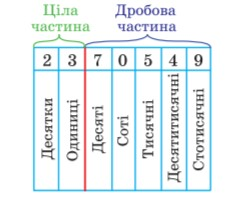 Ціла частина
Дробова частина
2 3 7 0 5 4 9
Десятки
Одиниці
Десяті
Соті
Тисячні
Десятитисячні
Стотисячні